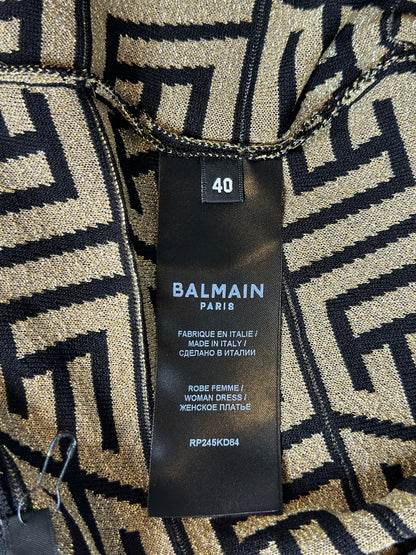 40
BALMAIN
PARIS
FABRIQUE EN ITALIE /
MADE IN ITALY /
СДЕЛАНО В ИТАЛИИ
ROBE FEMME /
WOMAN DRESS /
ЖЕНСКОЕ ПЛАТЬЕ
RP245KD84